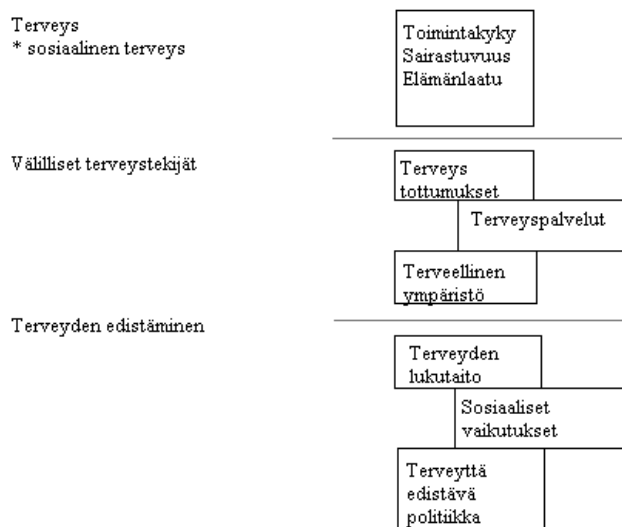 Terveys
* sosiaalinen terveys
Toimintakyky
Sairastuvuus
Elämänlaatu
Välilliset terveystekijät
Terveys
tottumukset
Terveyspalvelut
Terveellinen
ympäristö
Terveyden edistäminen
Terveyden
lukutaito
Sosiaaliset
vaikutukset
Terveyttä
edistävä
politiikka